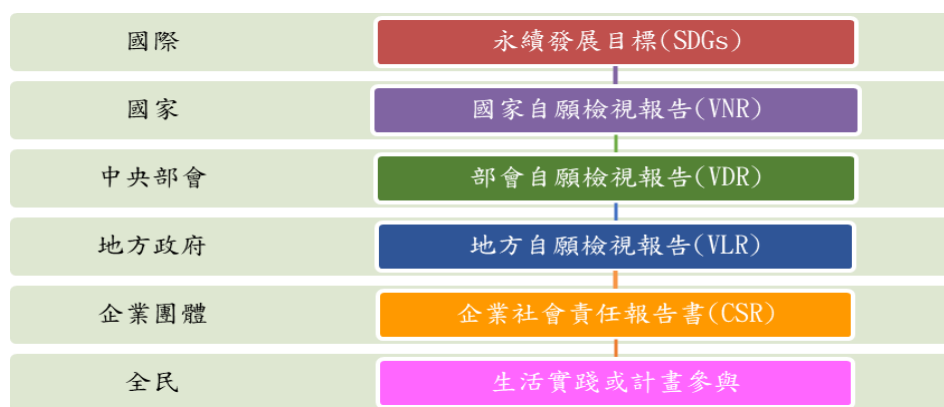 國際
永續發展目標(SDGs)
國家
國家自願檢視報告(VNR)
中央部會
部會自願檢視報告(VDR)
地方政府
地方自願檢視報告(VLR)
企業團體
企業社會責任報告書(CSR)
全民
生活實踐或計畫參與